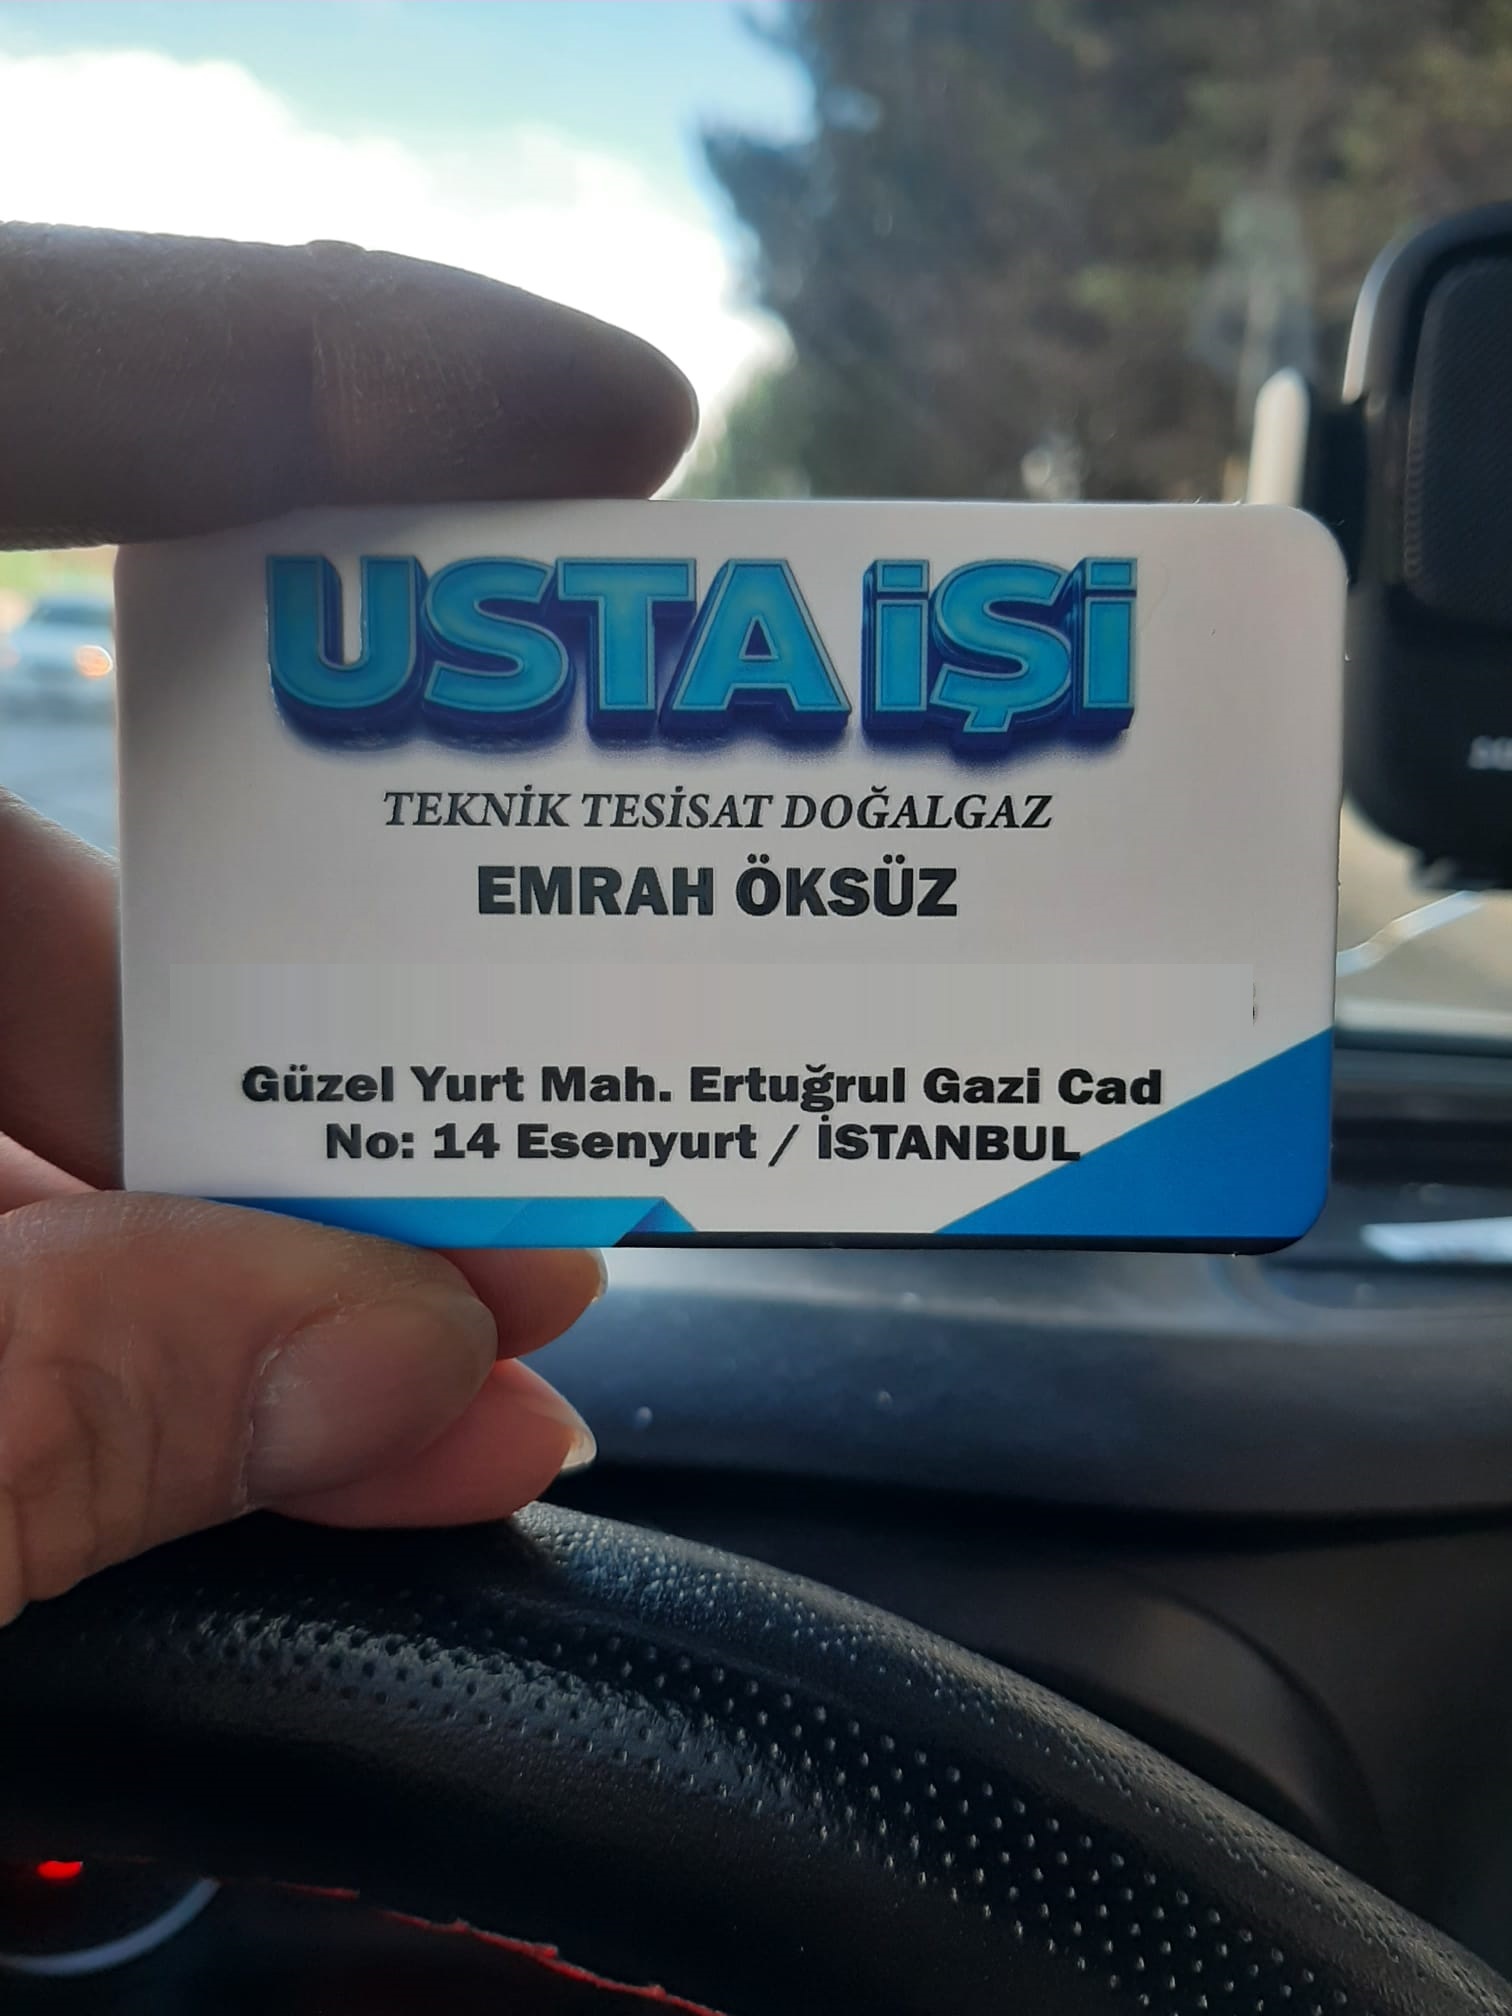 USTA İŞİ
TEKNİK TESİSAT DOĞALGAZ
EMRAH ÖKSÜZ
Güzel Yurt Mah. Ertuğrul Gazi Cad
No: 14 Esenyurt / İSTANBUL